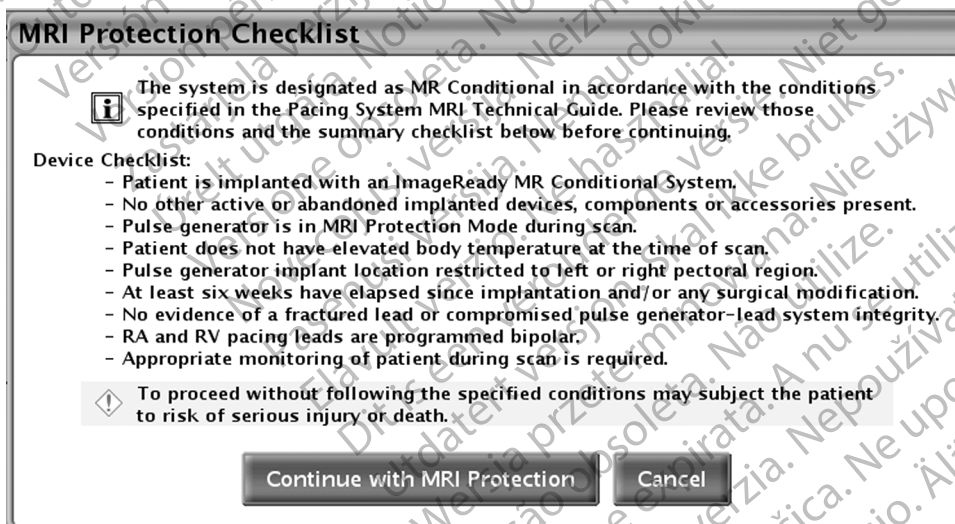 MRI Protection Checklist
The system is designated as MR Conditional in accordance with the conditions
specified in the Pacing System MRI Technical Guide. Please review those
conditions and the summary checklist below before continuing.
Device Checklist:
- Patient is implanted with an ImageReady MR Conditional System.
- No other active or abandoned implanted devices, components or accessories present.
- Pulse generator is in MRI Protection Mode during scan.
- Patient does not have elevated body temperature at the time of scan.
- Pulse generator implant location restricted to left or right pectoral region.
- At least six weeks have elapsed since implantation and/or any surgical modification.
- No evidence of a fractured lead or compromised pulse generator-lead system integrity.
- RA and RV pacing leads are programmed bipolar.
- Appropriate monitoring of patient during scan is required.
To proceed without following the specified conditions may subject the patient
to risk of serious injury or death.
Continue with MRI Protection
Cancel